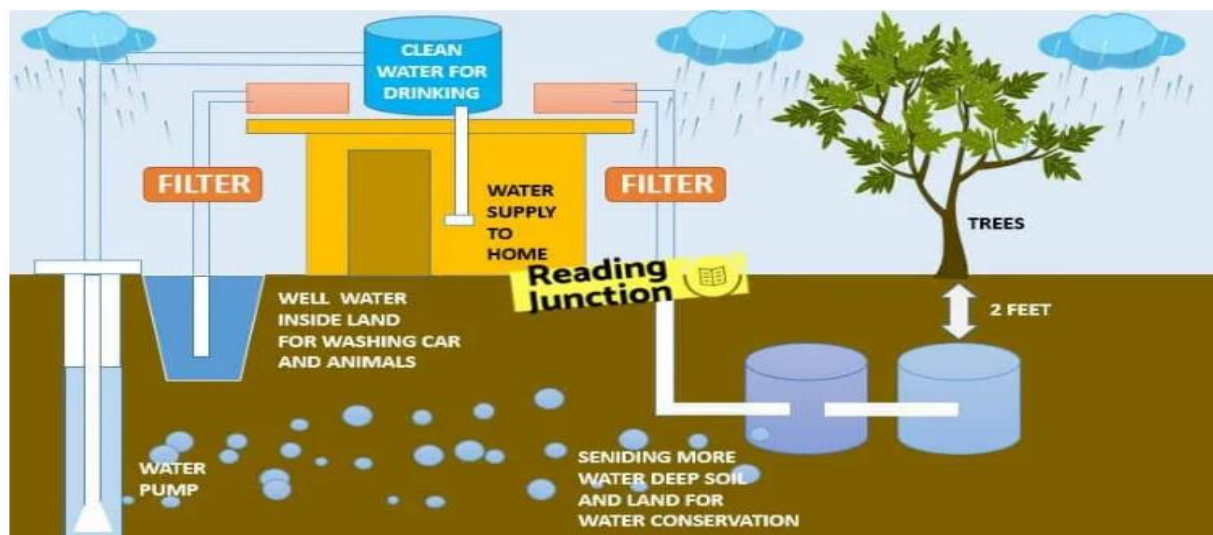 CLEAN
WATER FOR
DRINKING
FILTER
FILTER
WATER
SUPPLY
TO
HOME
TREES
Reading
Junction
WELL WATER
INSIDE LAND
FOR WASHING CAR
AND ANIMALS
2 FEET
WATER
PUMP
SENIDING MORE
WATER DEEP SOIL
AND LAND FOR
WATER CONSERVATION